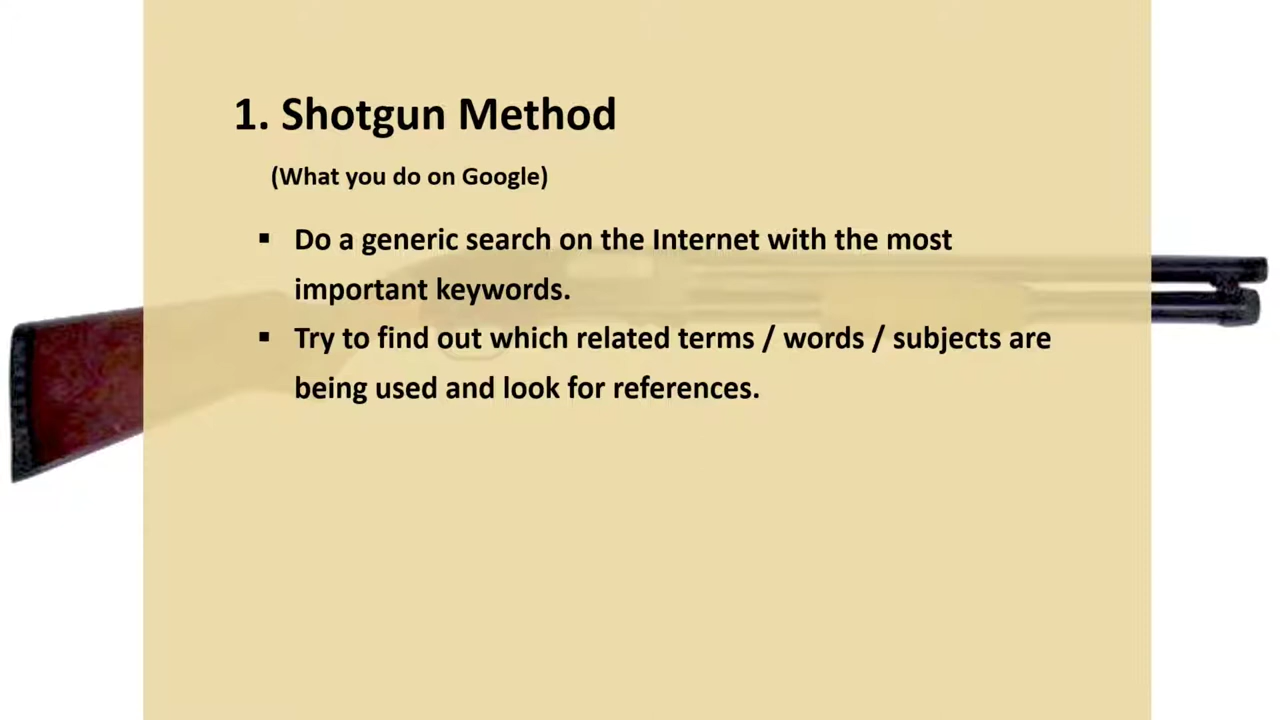 1. Shotgun Method
(What you do on Google)
▪ Do a generic search on the Internet with the most
important keywords.
▪ Try to find out which related terms / words / subjects are
being used and look for references.